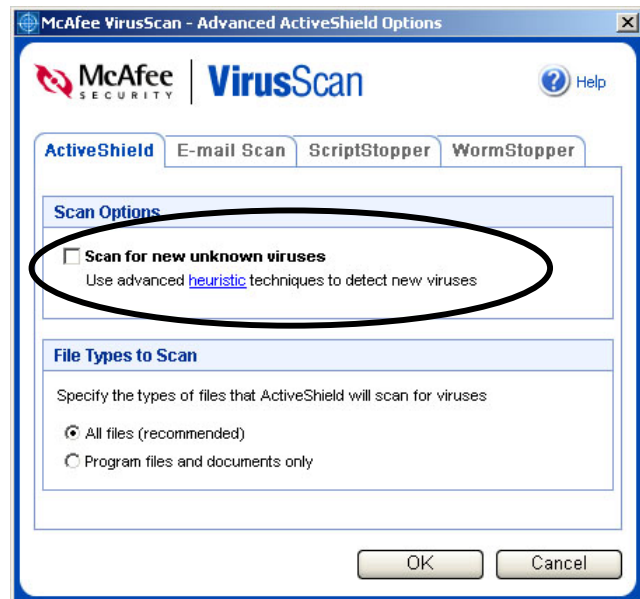 McAfee VirusScan - Advanced ActiveShield Options
McAfee SECURITY VirusScan Help
ActiveShield E-mail Scan ScriptStopper WormStopper
Scan Options
Scan for new unknown viruses
Use advanced heuristic techniques to detect new viruses
File Types to Scan
Specify the types of files that ActiveShield will scan for viruses
All files (recommended)
Program files and documents only
OK Cancel